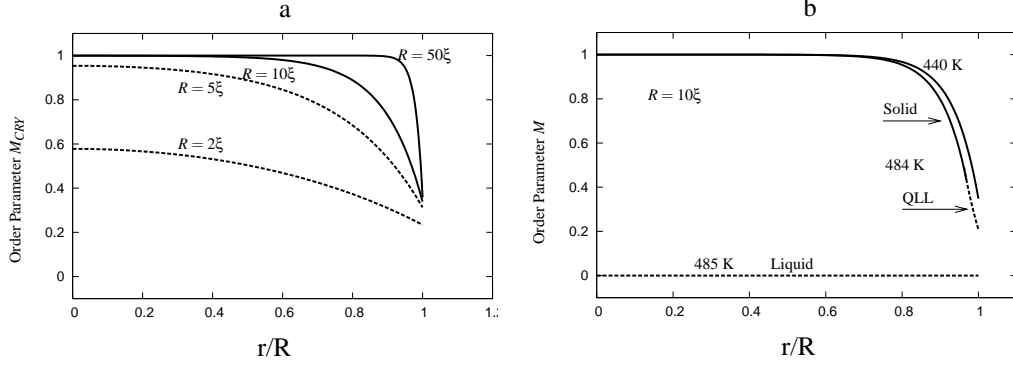 a
Order Parameter M_CRY
1
0.8
0.6
0.4
0.2
0
R = 50ξ
R = 10ξ
R = 5ξ
R = 2ξ
0 0.2 0.4 0.6 0.8 1 1.2
r/R
b
Order Parameter M
1
0.8
0.6
0.4
0.2
0
440 K
R = 10ξ
Solid
484 K
QLL
485 K Liquid
0 0.2 0.4 0.6 0.8 1
r/R